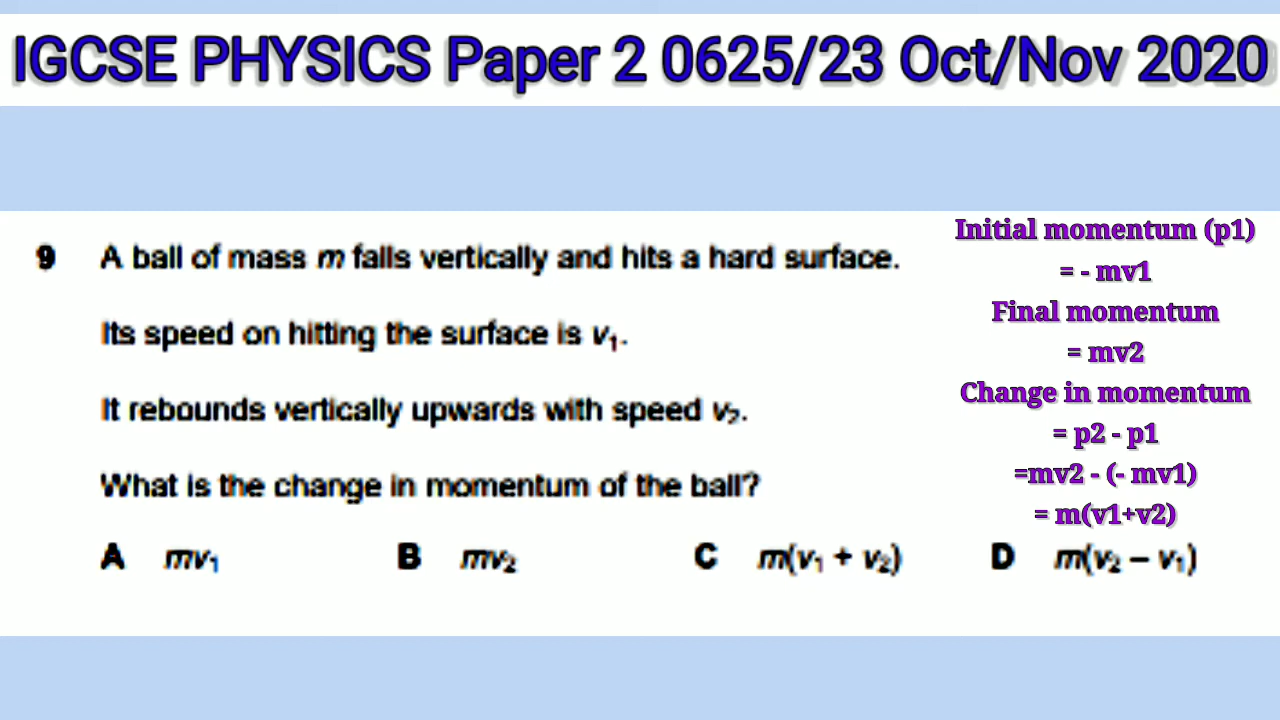 IGCSE PHYSICS Paper 2 0625/23 Oct/Nov 2020
9 A ball of mass m falls vertically and hits a hard surface.
Its speed on hitting the surface is v₁.
It rebounds vertically upwards with speed v₂.
What is the change in momentum of the ball?
A mv₁ B mv₂ C m(v₁ + v₂) D m(v₂ – v₁)
Initial momentum (p1)
= - mv1
Final momentum
= mv2
Change in momentum
= p2 - p1
=mv2 - (- mv1)
= m(v1+v2)